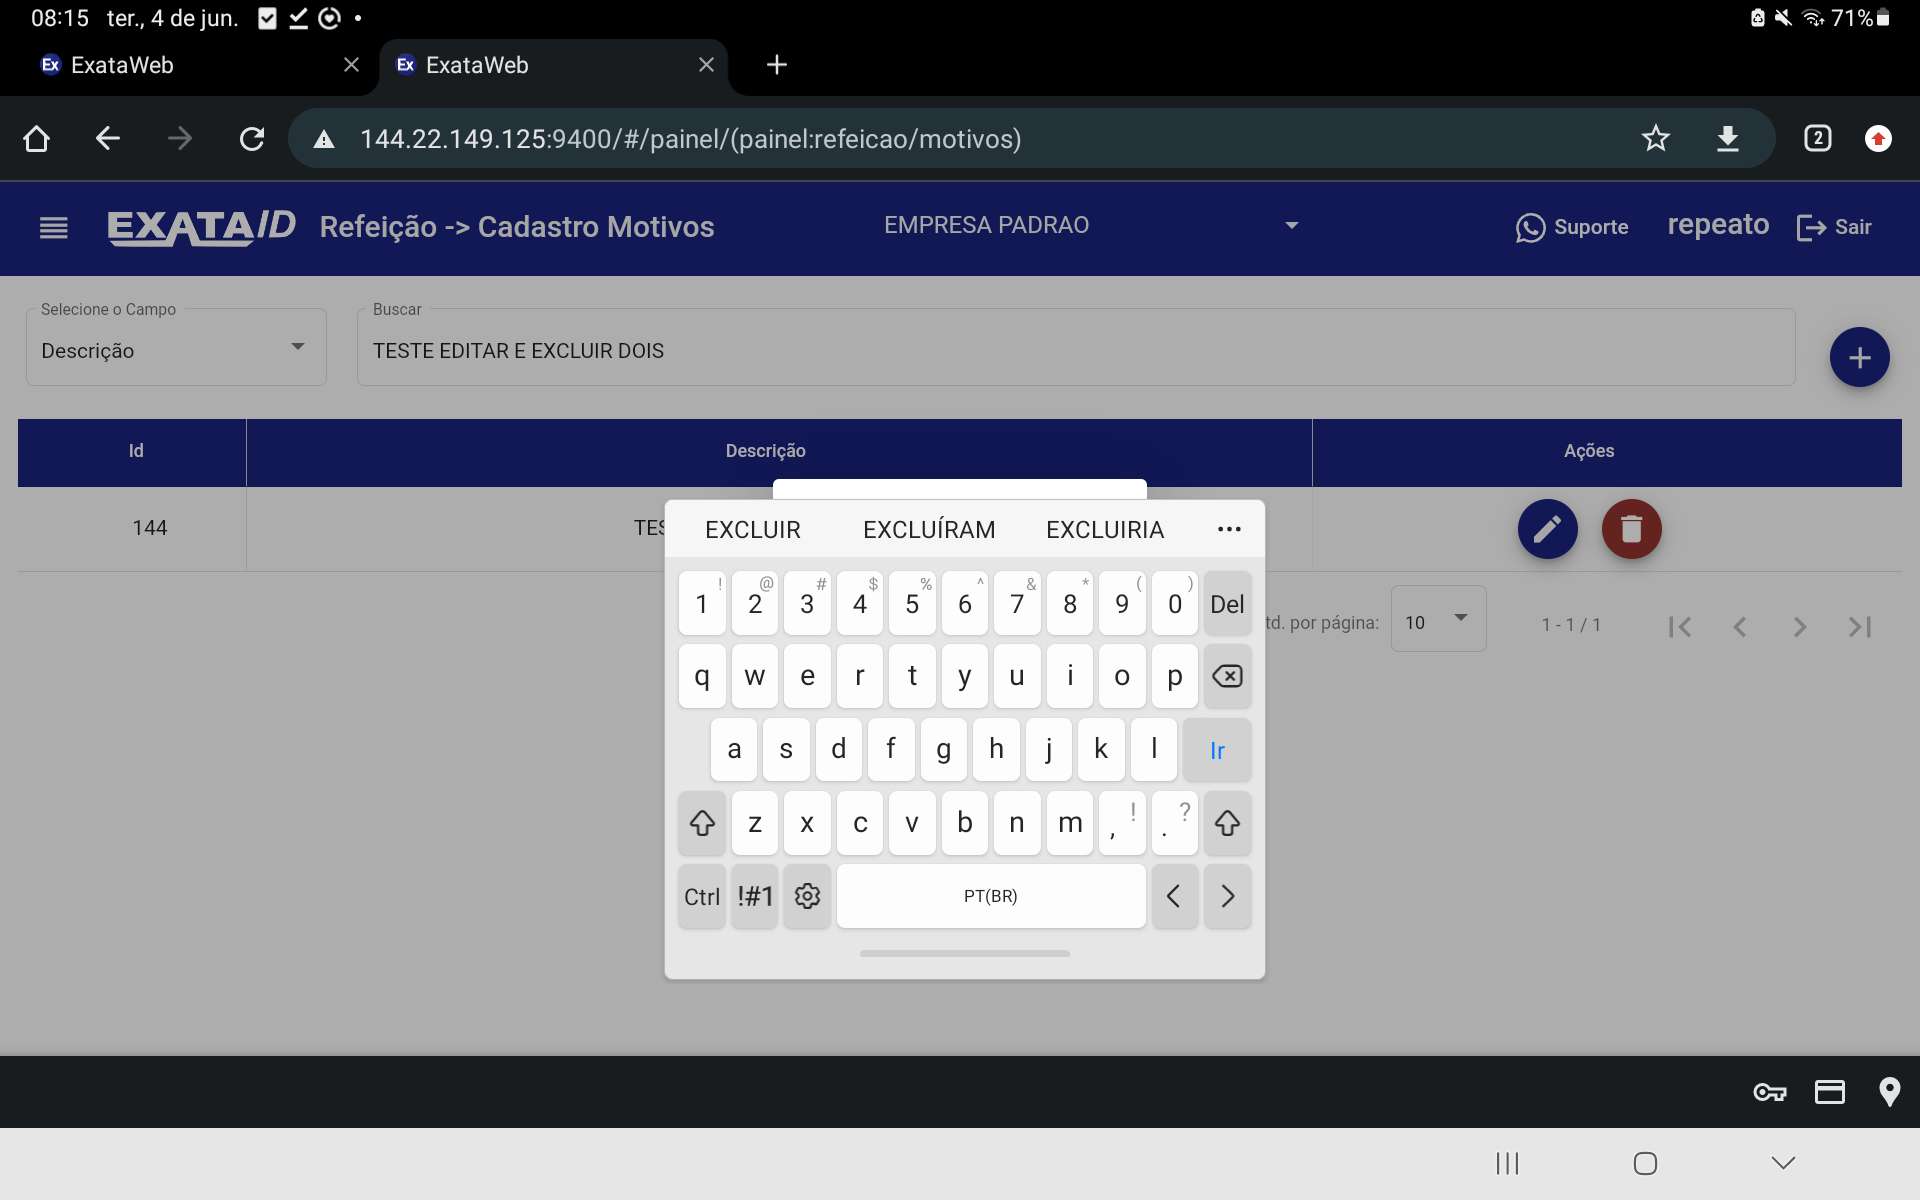 08:15 ter., 4 de jun. 71%
Ex ExataWeb Ex ExataWeb
144.22.149.125:9400/#/painel/(painel:refeicao/motivos) 2
EXATAID Refeição -> Cadastro Motivos EMPRESA PADRAO Suporte repeato Sair
Selecione o Campo Buscar
Descrição TESTE EDITAR E EXCLUIR DOIS
Id Descrição Ações
144 TES
EXCLUIR EXCLUÍRAM EXCLUIRIA ...
! @ # $ % ^ & * ( )
1 2 3 4 5 6 7 8 9 0 Del
td. por página: 10 1 - 1 / 1
q w e r t y u i o p
a s d f g h j k l Ir
z x c v b n m , ! . ?
Ctrl !#1 PT(BR) < >